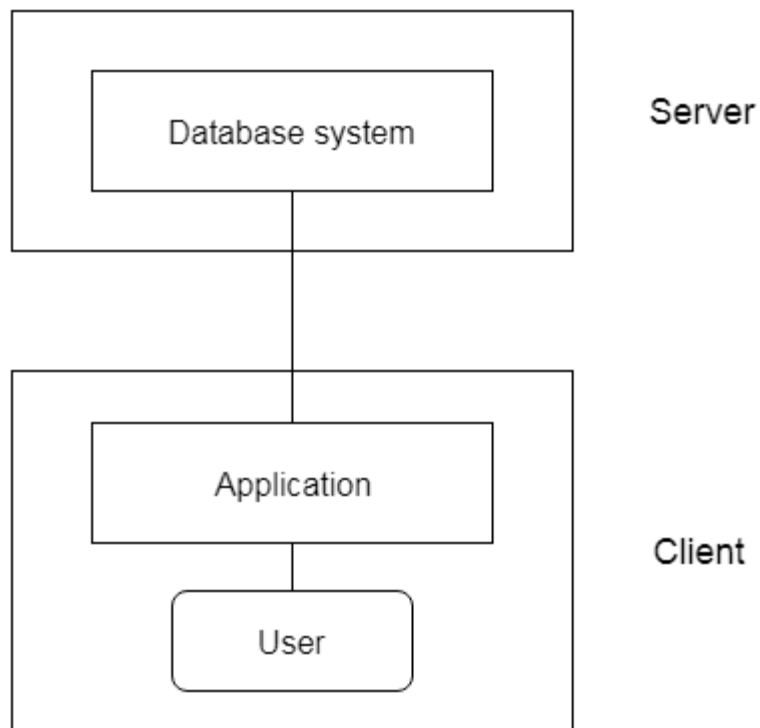 Database system
Server
Application
Client
User